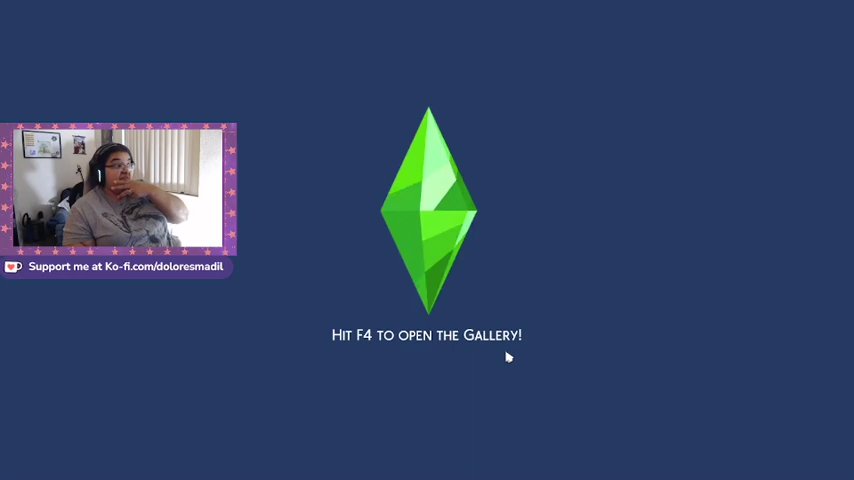 Support me at Ko-fi.com/doloresmadil
Hit F4 to open the Gallery!